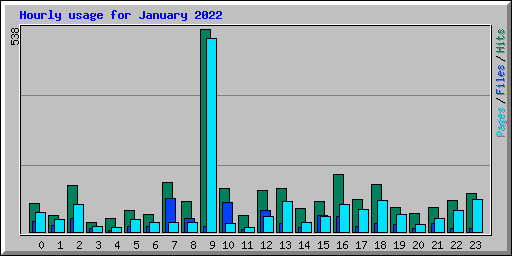 Hourly usage for January 2022
538
Pages/Files/Hits
0 1 2 3 4 5 6 7 8 9 10 11 12 13 14 15 16 17 18 19 20 21 22 23